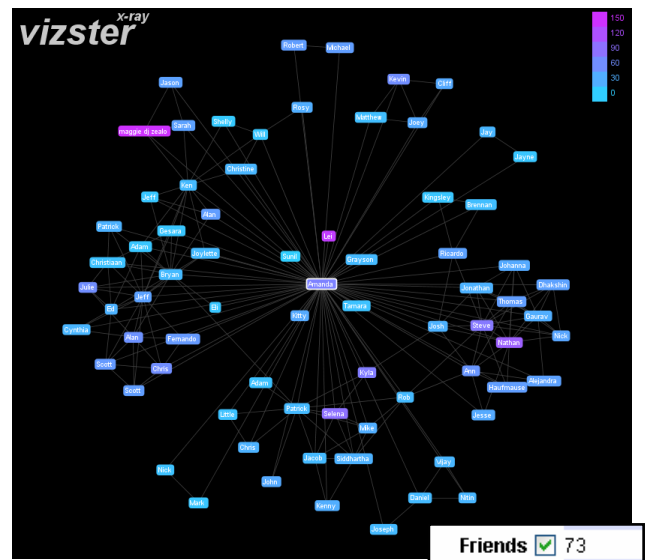 x-ray
vizster
150
120
90
60
30
0
Robert
Michael
Jason
Kevin
Cliff
Rosy
Shelly
Matthew
Joey
maggie dj zealo
Sarah
Will
Jay
Jayne
Christine
Ken
Jeff
Kingsley
Brennan
Alan
Patrick
Desara
Lei
Adam
Joylette
Sunil
Grayson
Ricardo
Christiaan
Bryan
Johanna
Julie
Amanda
Jonathan
Dhakshin
Jeff
Thomas
Ed
Eli
Tamara
Kitty
Gaurav
Cynthia
Josh
Steve
Nick
Alan
Fernando
Nathan
Scott
Chris
Kyla
Ann
Scott
Adam
Haufmause
Alejandra
Rob
Little
Patrick
Selena
Jesse
Mike
Chris
Jacob
Siddhartha
Vijay
Nick
John
Mark
Kenny
Daniel
Nitin
Joseph
Friends 73